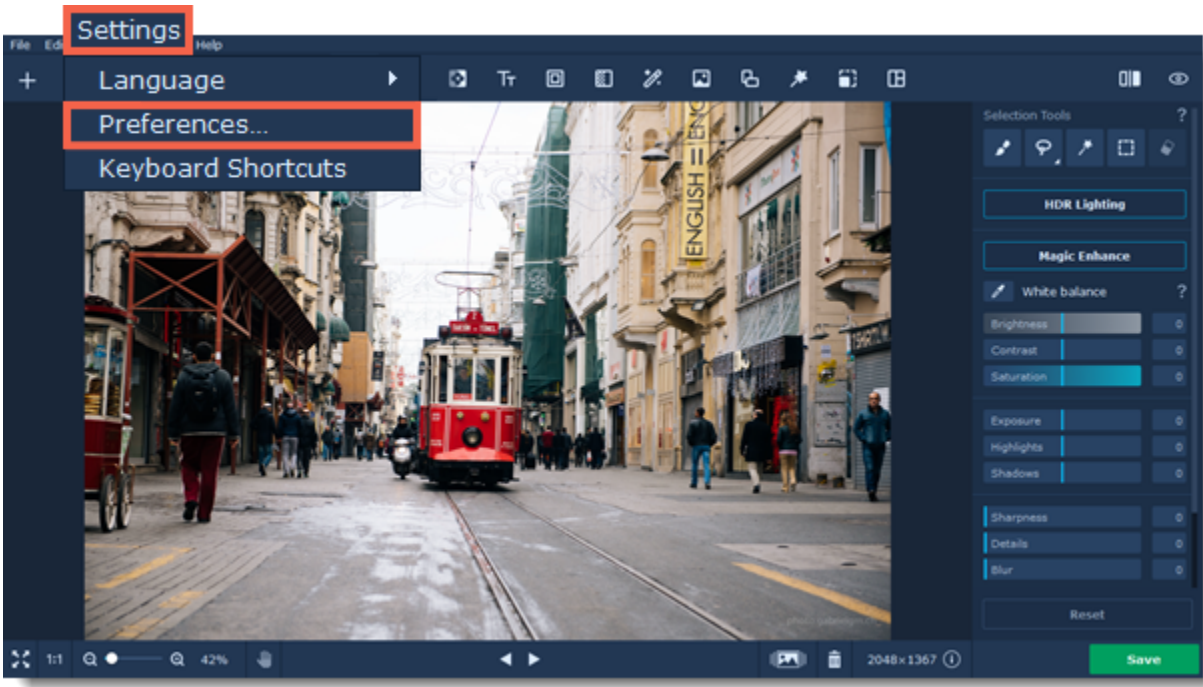 Settings
File
Help
Language
Preferences...
Keyboard Shortcuts
Selection Tools
?
HDR Lighting
Magic Enhance
White balance
?
Brightness 0
Contrast 0
Saturation 0
Exposure 0
Highlights 0
Shadows 0
Sharpness 0
Details 0
Blur 0
Reset
ENGLISH = ENG
1:1
42%
2048×1367
Save